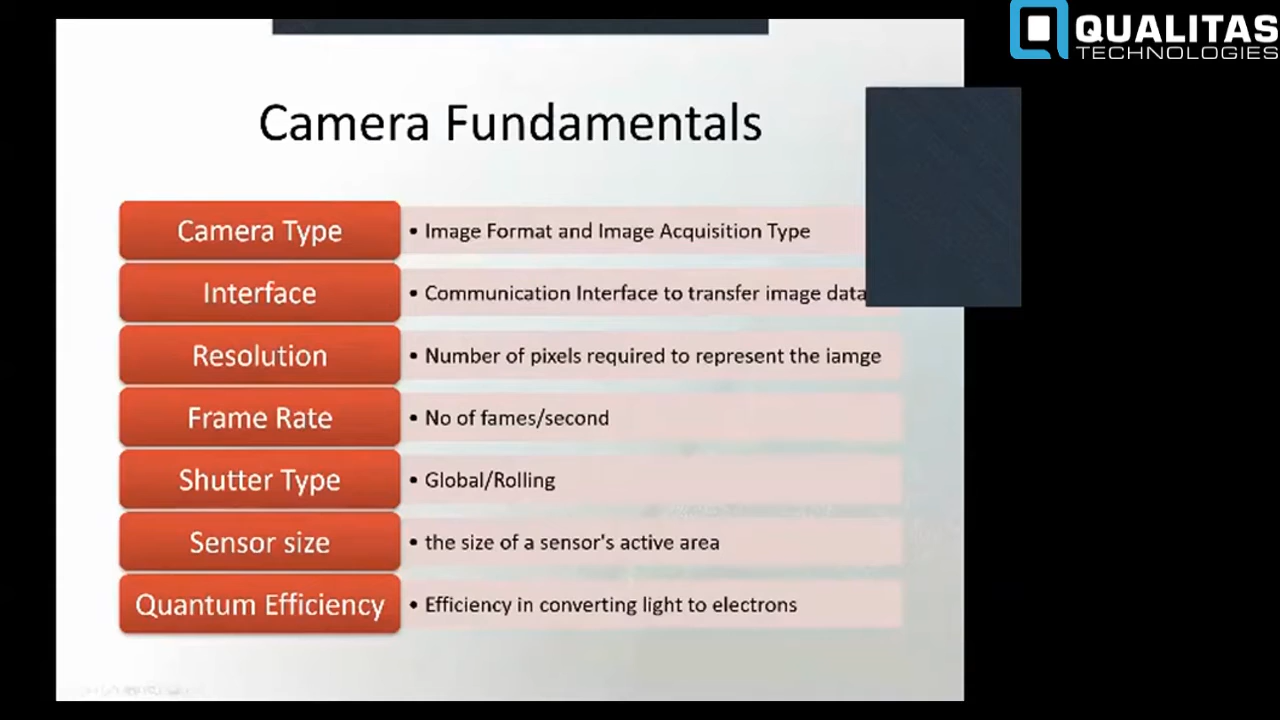 QUALITAS
TECHNOLOGIES
Camera Fundamentals
Camera Type
• Image Format and Image Acquisition Type
Interface
• Communication Interface to transfer image data
Resolution
• Number of pixels required to represent the iamge
Frame Rate
• No of fames/second
Shutter Type
• Global/Rolling
Sensor size
• the size of a sensor's active area
Quantum Efficiency
• Efficiency in converting light to electrons